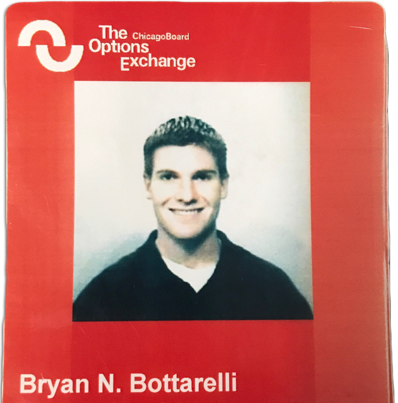 The ChicagoBoard
Options
Exchange
Bryan N. Bottarelli